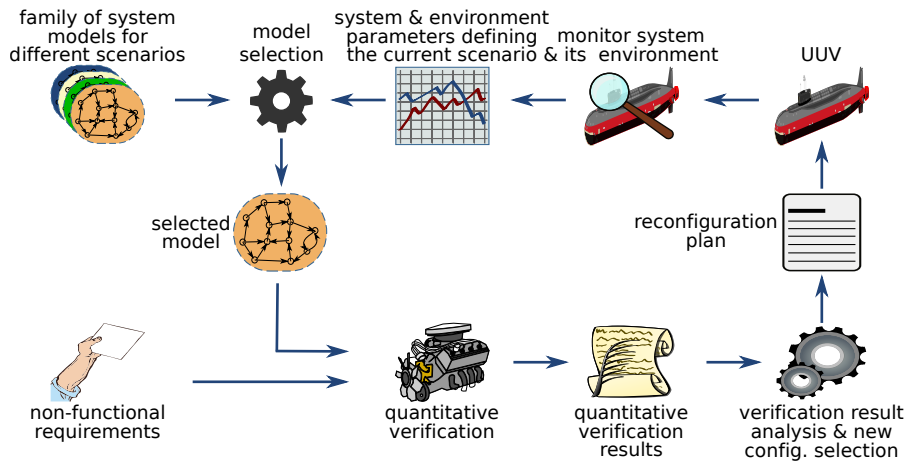 family of system
models for
different scenarios
model
selection
system & environment
parameters defining
the current scenario
monitor system
& its environment
UUV
selected
model
reconfiguration
plan
non-functional
requirements
quantitative
verification
quantitative
verification
results
verification result
analysis & new
config. selection